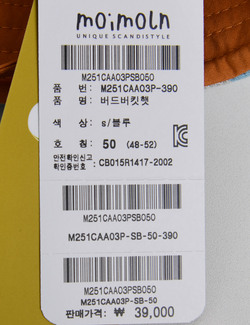 moimoln
UNIQUE SCANDISTYLE
M251CAA03PSB050
품 번: M251CAA03P-390
품 명: 버드버킷햇
색 상: s/블루
호 칭: 50 (48-52)
안전확인신고
확인증번호: CB015R1417-2002
M251CAA03PSB050
M251CAA03P-SB-50-390
M251CAA03PSB050
M251CAA03P-SB-50
판매가격: ₩ 39,000